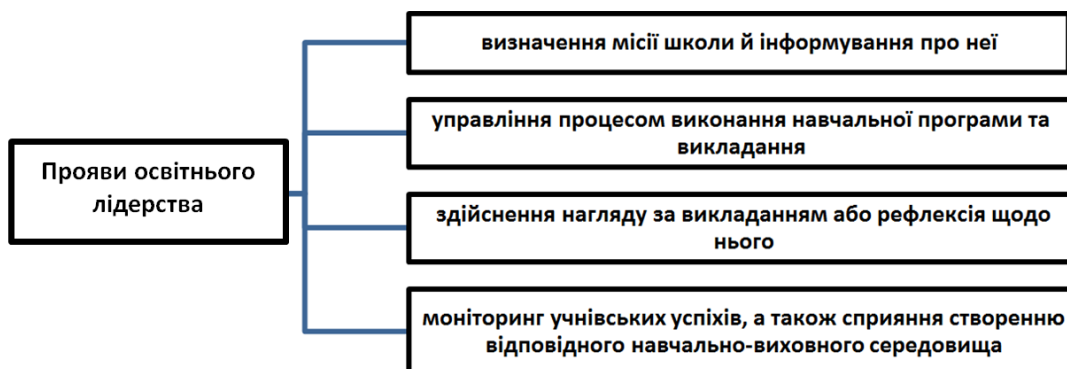 Прояви освітнього
лідерства
визначення місії школи й інформування про неї
управління процесом виконання навчальної програми та
викладання
здійснення нагляду за викладанням або рефлексія щодо
нього
моніторинг учнівських успіхів, а також сприяння створенню
відповідного навчально-виховного середовища